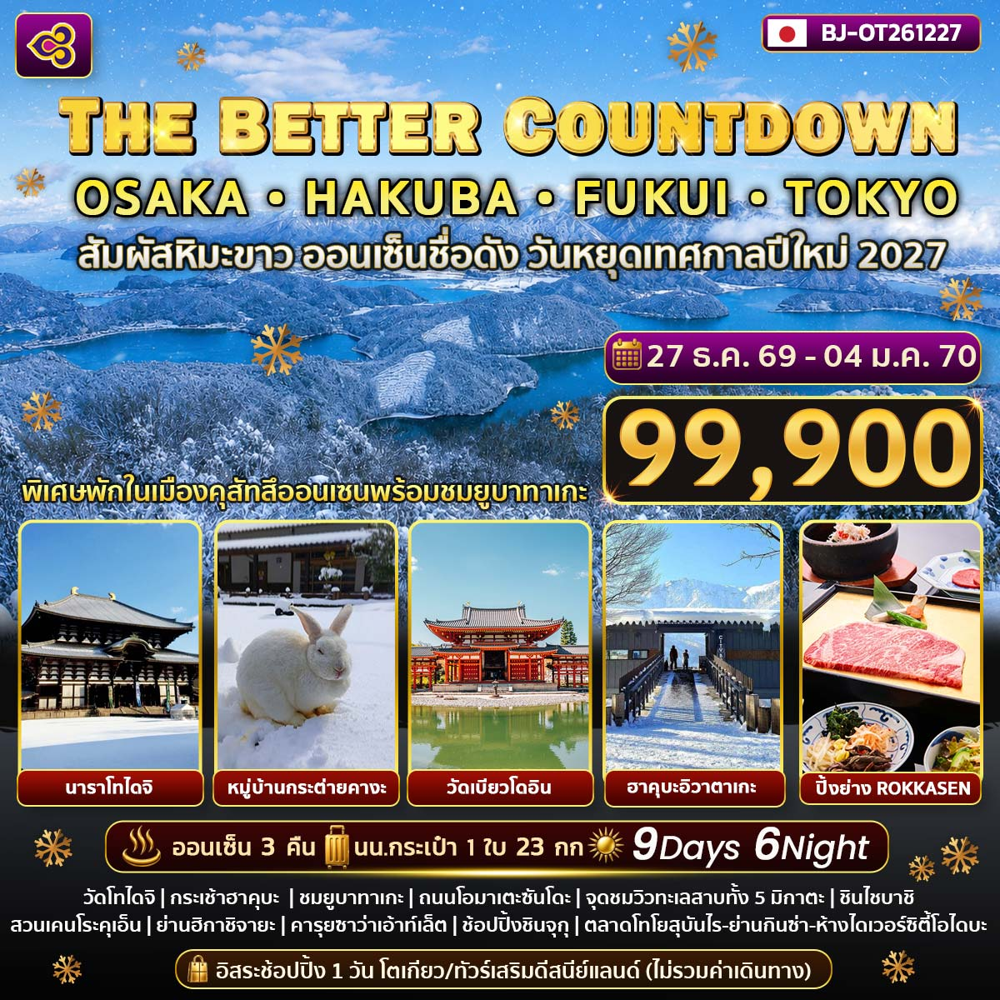 BJ-OT261227
THE BETTER COUNTDOWN
OSAKA • HAKUBA • FUKUI • TOKYO
สัมผัสหิมะขาว ออนเซ็นชื่อดัง วันหยุดเทศกาลปีใหม่ 2027
27 ธ.ค. 69 - 04 ม.ค. 70
99,900
พิเศษพักในเมืองคุสัทสึออนเซนพร้อมชมยูบาทาเกะ
นาราโทไดจิ
หมู่บ้านกระต่ายคางะ
วัดเบียวโดอิน
ฮาคุบะอิวาตาเกะ
ปิ้งย่าง ROKKASEN
ออนเซ็น 3 คืน นน.กระเป๋า 1 ใบ 23 กก 9Days 6Night
วัดโทไดจิ | กระเช้าฮาคุบะ | ชมยูบาทาเกะ | ถนนโอมาเตะซันโดะ | จุดชมวิวทะเลสาบทั้ง 5 มิกาตะ | ชินไชบาชิ
สวนเคนโระคุเอ็น | ย่านฮิกาชิจายะ | คารุยซาว่าเอ้าท์เล็ต | ช้อปปิ้งชินจุกุ | ตลาดโทโยสุบันไร-ย่านกินซ่า-ห้างไดเวอร์ซิตี้โอไดบะ
อิสระช้อปปิ้ง 1 วัน โตเกียว/ทัวร์เสริมดีสนีย์แลนด์ (ไม่รวมค่าเดินทาง)